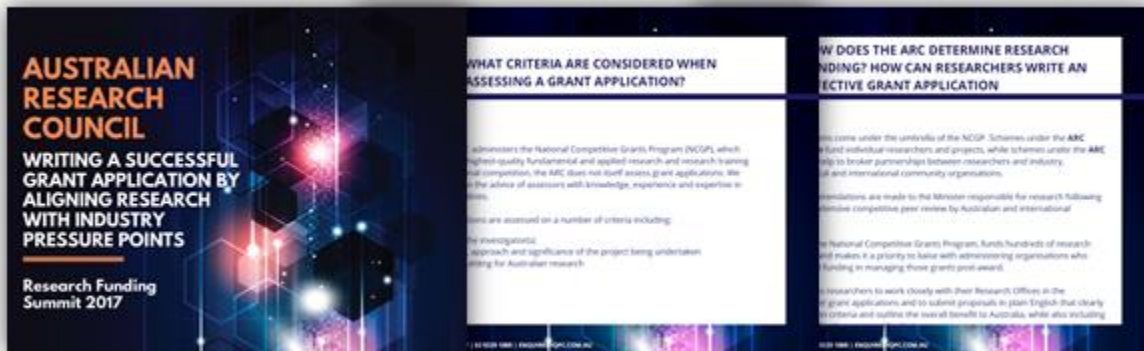 AUSTRALIAN
RESEARCH
COUNCIL
WRITING A SUCCESSFUL
GRANT APPLICATION BY
ALIGNING RESEARCH
WITH INDUSTRY
PRESSURE POINTS
Research Funding
Summit 2017
WHAT CRITERIA ARE CONSIDERED WHEN
ASSESSING A GRANT APPLICATION?
administers the National Competitive Grants Program (NCGP), which
highest-quality fundamental and applied research and research training
competition, the ARC does not itself assess grant applications. We
the advice of assessors with knowledge, experience and expertise in
are assessed on a number of criteria including:
investigator(s)
approach and significance of the project being undertaken
for Australian research
W DOES THE ARC DETERMINE RESEARCH
NDING? HOW CAN RESEARCHERS WRITE AN
ECTIVE GRANT APPLICATION
come under the umbrella of the NCGP. Schemes under the ARC
fund individual researchers and projects, while schemes under the ARC
help to broker partnerships between researchers and industry,
and international community organisations.
are made to the Minister responsible for research following
competitive peer review by Australian and international
National Competitive Grants Program, funds hundreds of research
and makes it a priority to liaise with administering organisations who
funding in managing those grants post-award.
researchers to work closely with their Research Offices in the
grant applications and to submit proposals in plain English that clearly
criteria and outline the overall benefit to Australia, while also including